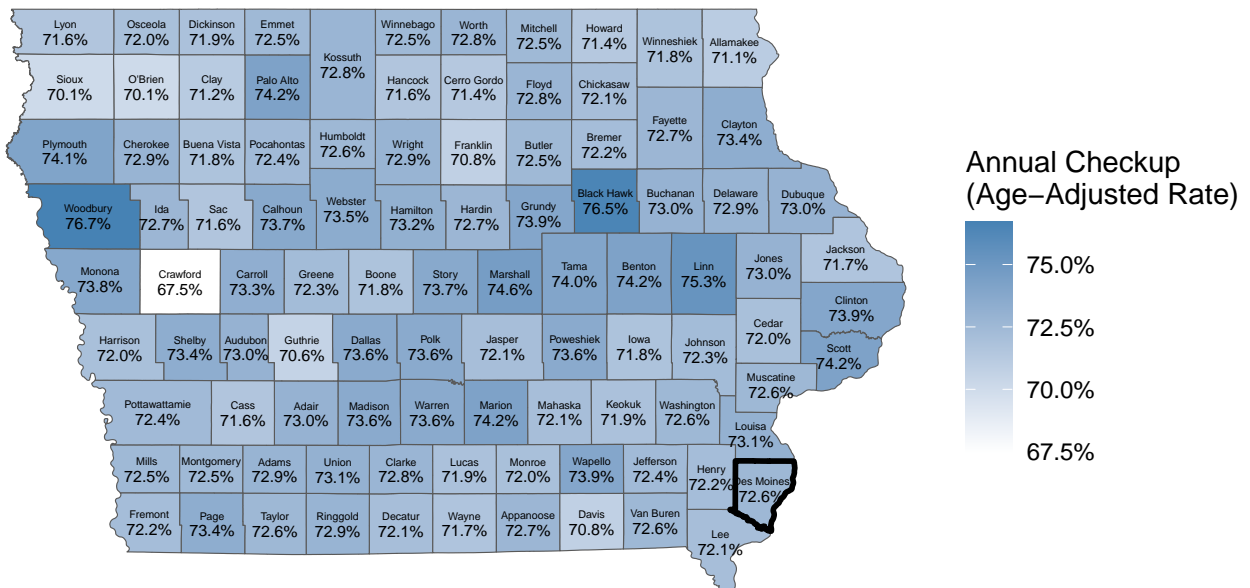 Lyon
71.6%
Osceola
72.0%
Dickinson
71.9%
Emmet
72.5%
Kossuth
72.8%
Winnebago
72.5%
Worth
72.8%
Mitchell
72.5%
Howard
71.4%
Winneshiek
71.8%
Allamakee
71.1%
Sioux
70.1%
O'Brien
70.1%
Clay
71.2%
Palo Alto
74.2%
Hancock
71.6%
Cerro Gordo
71.4%
Floyd
72.8%
Chickasaw
72.1%
Fayette
72.7%
Clayton
73.4%
Plymouth
74.1%
Cherokee
72.9%
Buena Vista
71.8%
Pocahontas
72.4%
Humboldt
72.6%
Wright
72.9%
Franklin
70.8%
Butler
72.5%
Bremer
72.2%
Woodbury
76.7%
Ida
72.7%
Sac
71.6%
Calhoun
73.7%
Webster
73.5%
Hamilton
73.2%
Hardin
72.7%
Grundy
73.9%
Black Hawk
76.5%
Buchanan
73.0%
Delaware
72.9%
Dubuque
73.0%
Monona
73.8%
Crawford
67.5%
Carroll
73.3%
Greene
72.3%
Boone
71.8%
Story
73.7%
Marshall
74.6%
Tama
74.0%
Benton
74.2%
Linn
75.3%
Jones
73.0%
Jackson
71.7%
Clinton
73.9%
Harrison
72.0%
Shelby
73.4%
Audubon
73.0%
Guthrie
70.6%
Dallas
73.6%
Polk
73.6%
Jasper
72.1%
Poweshiek
73.6%
Iowa
71.8%
Johnson
72.3%
Cedar
72.0%
Scott
74.2%
Muscatine
72.6%
Pottawattamie
72.4%
Cass
71.6%
Adair
73.0%
Madison
73.6%
Warren
73.6%
Marion
74.2%
Mahaska
72.1%
Keokuk
71.9%
Washington
72.6%
Louisa
73.1%
Mills
72.5%
Montgomery
72.5%
Adams
72.9%
Union
73.1%
Clarke
72.8%
Lucas
71.9%
Monroe
72.0%
Wapello
73.9%
Jefferson
72.4%
Henry
72.2%
Des Moines
72.6%
Fremont
72.2%
Page
73.4%
Taylor
72.6%
Ringgold
72.9%
Decatur
72.1%
Wayne
71.7%
Appanoose
72.7%
Davis
70.8%
Van Buren
72.6%
Lee
72.1%
Annual Checkup
(Age−Adjusted Rate)
75.0%
72.5%
70.0%
67.5%